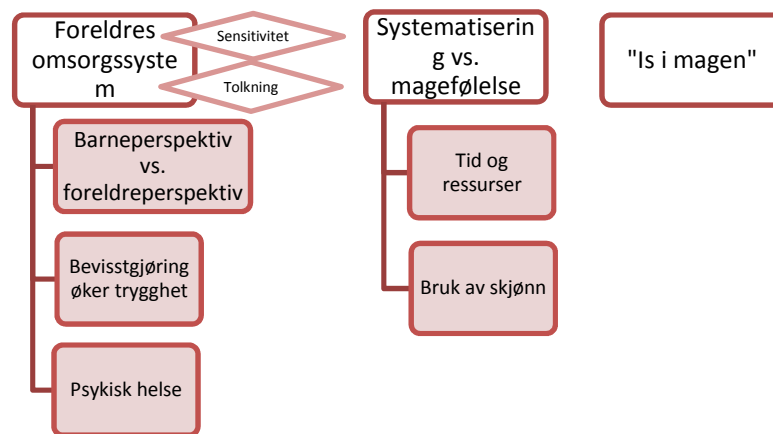 Foreldres
omsorgssyste
m
Sensitivitet
Tolkning
Systematiserin
g vs.
magefølelse
"Is i magen"
Barneperspektiv
vs.
foreldreperspektiv
Bevisstgjøring
øker trygghet
Psykisk helse
Tid og
ressurser
Bruk av skjønn